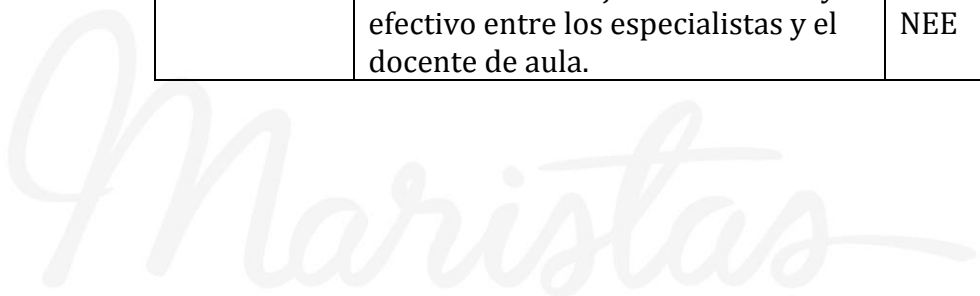 efectivo entre los especialistas y el
docente de aula.
NEE
Maristas